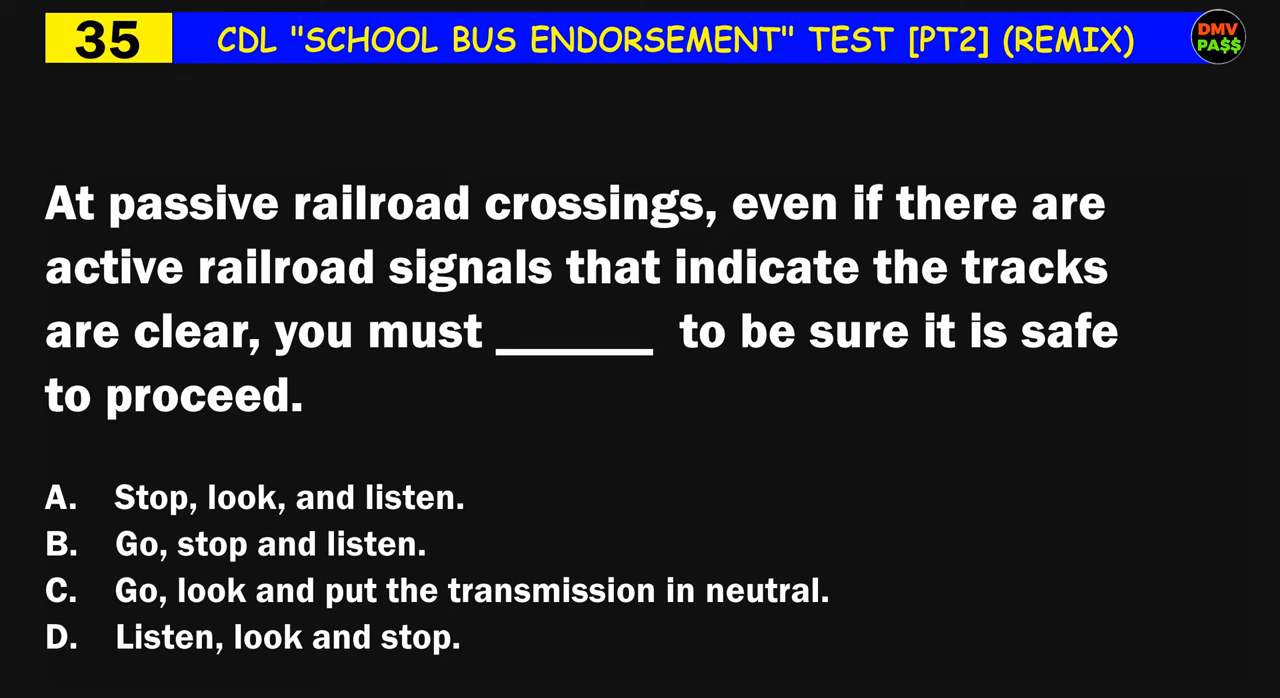 35
CDL "SCHOOL BUS ENDORSEMENT" TEST [PT2] (REMIX)
DMV
PA$$
At passive railroad crossings, even if there are
active railroad signals that indicate the tracks
are clear, you must ______ to be sure it is safe
to proceed.
A. Stop, look, and listen.
B. Go, stop and listen.
C. Go, look and put the transmission in neutral.
D. Listen, look and stop.